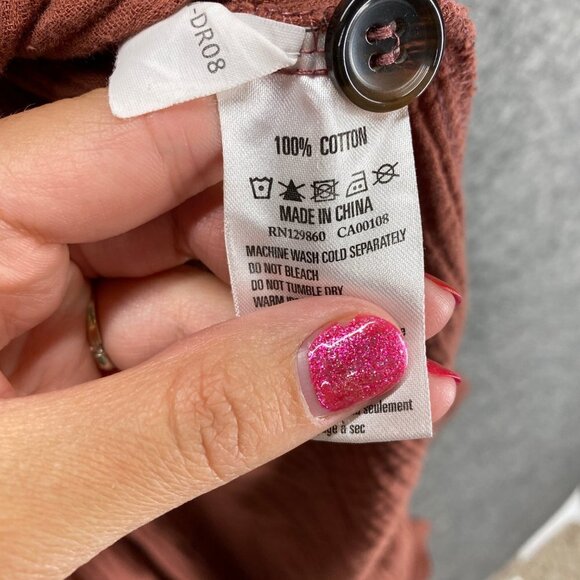 -DR08
100% COTTON
MADE IN CHINA
RN129860 CA00108
MACHINE WASH COLD SEPARATELY
DO NOT BLEACH
DO NOT TUMBLE DRY
WARM
seulement
à sec